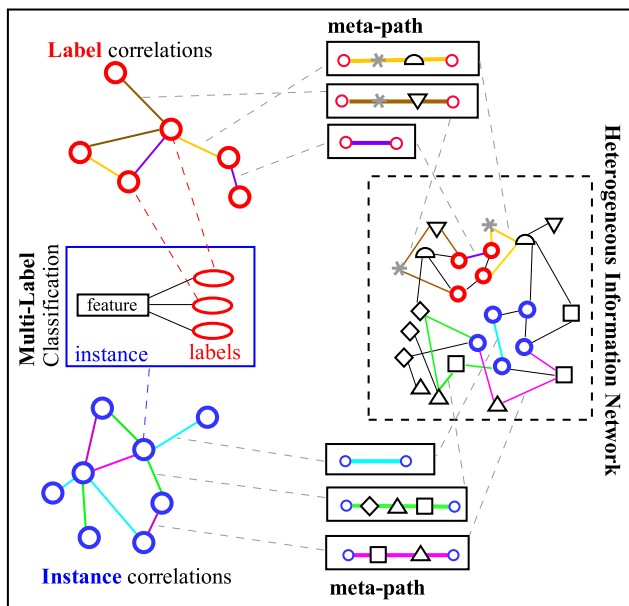 meta-path
Label correlations
Heterogeneous Information Network
Multi-Label
Classification
feature
instance
labels
Instance correlations
meta-path